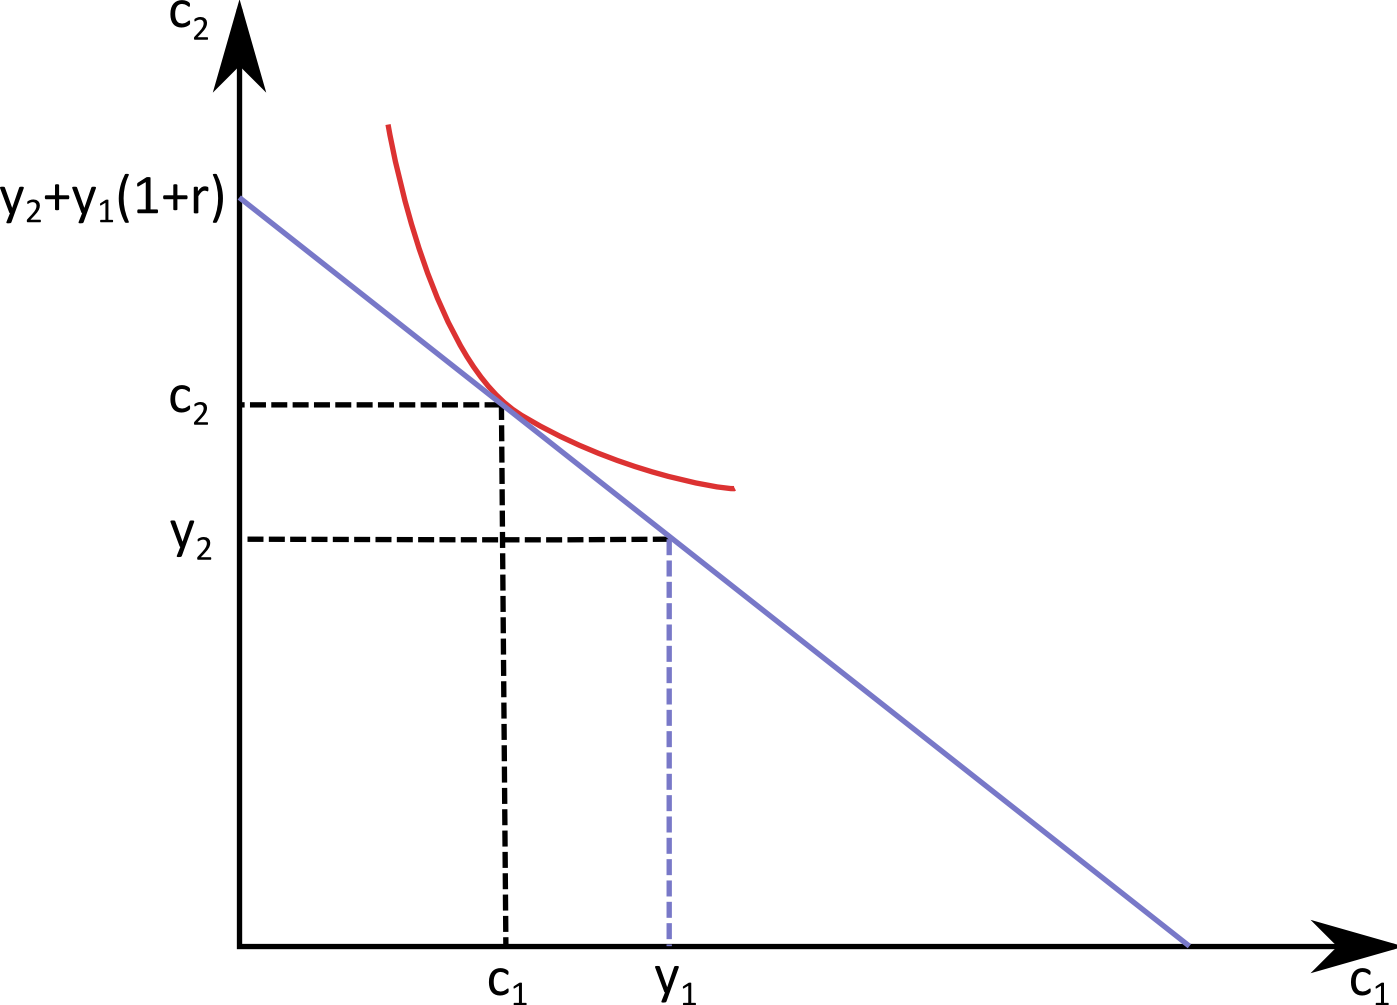 c₂
y₂+y₁(1+r)
c₂
y₂
c₁
y₁
c₁